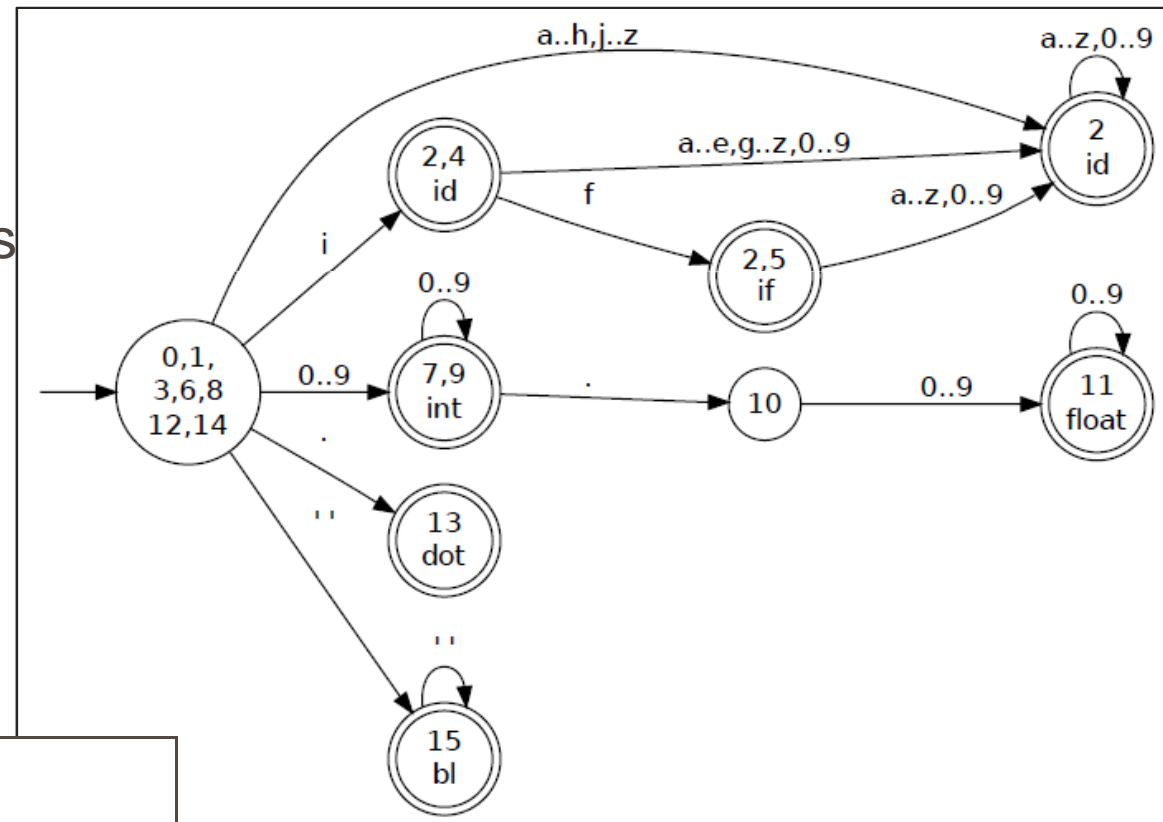 a..h,j..z
a..z,0..9
2,4
id
a..e,g..z,0..9
2
id
f
a..z,0..9
s
i
2,5
if
0..9
0..9
0,1,
3,6,8
12,14
0..9
7,9
int
.
10
0..9
11
float
.
' '
13
dot
' '
15
bl